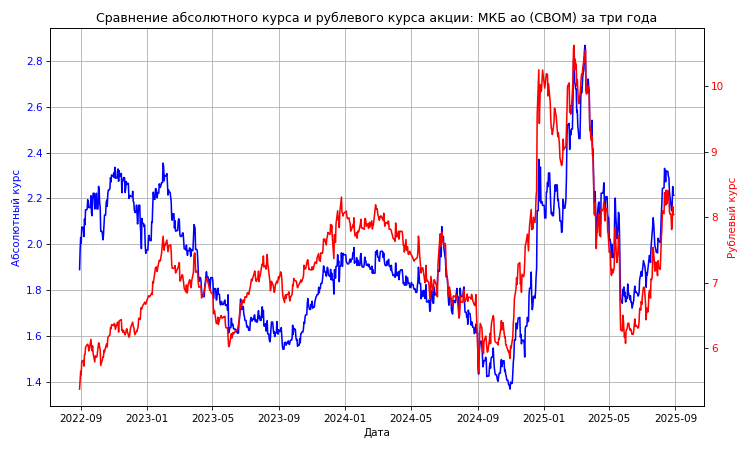 Сравнение абсолютного курса и рублевого курса акции: МКБ ао (CBOM) за три года
Абсолютный курс
2.8
2.6
2.4
2.2
2.0
1.8
1.6
1.4
10
9
8
7
6
Рублевый курс
2022-09 2023-01 2023-05 2023-09 2024-01 2024-05 2024-09 2025-01 2025-05 2025-09
Дата